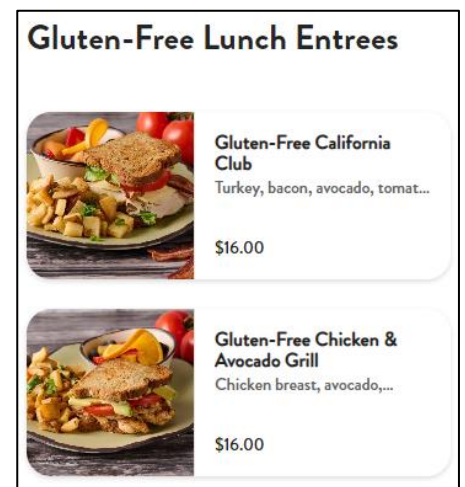 Gluten-Free Lunch Entrees
Gluten-Free California
Club
Turkey, bacon, avocado, tomat...
$16.00
Gluten-Free Chicken &
Avocado Grill
Chicken breast, avocado,...
$16.00